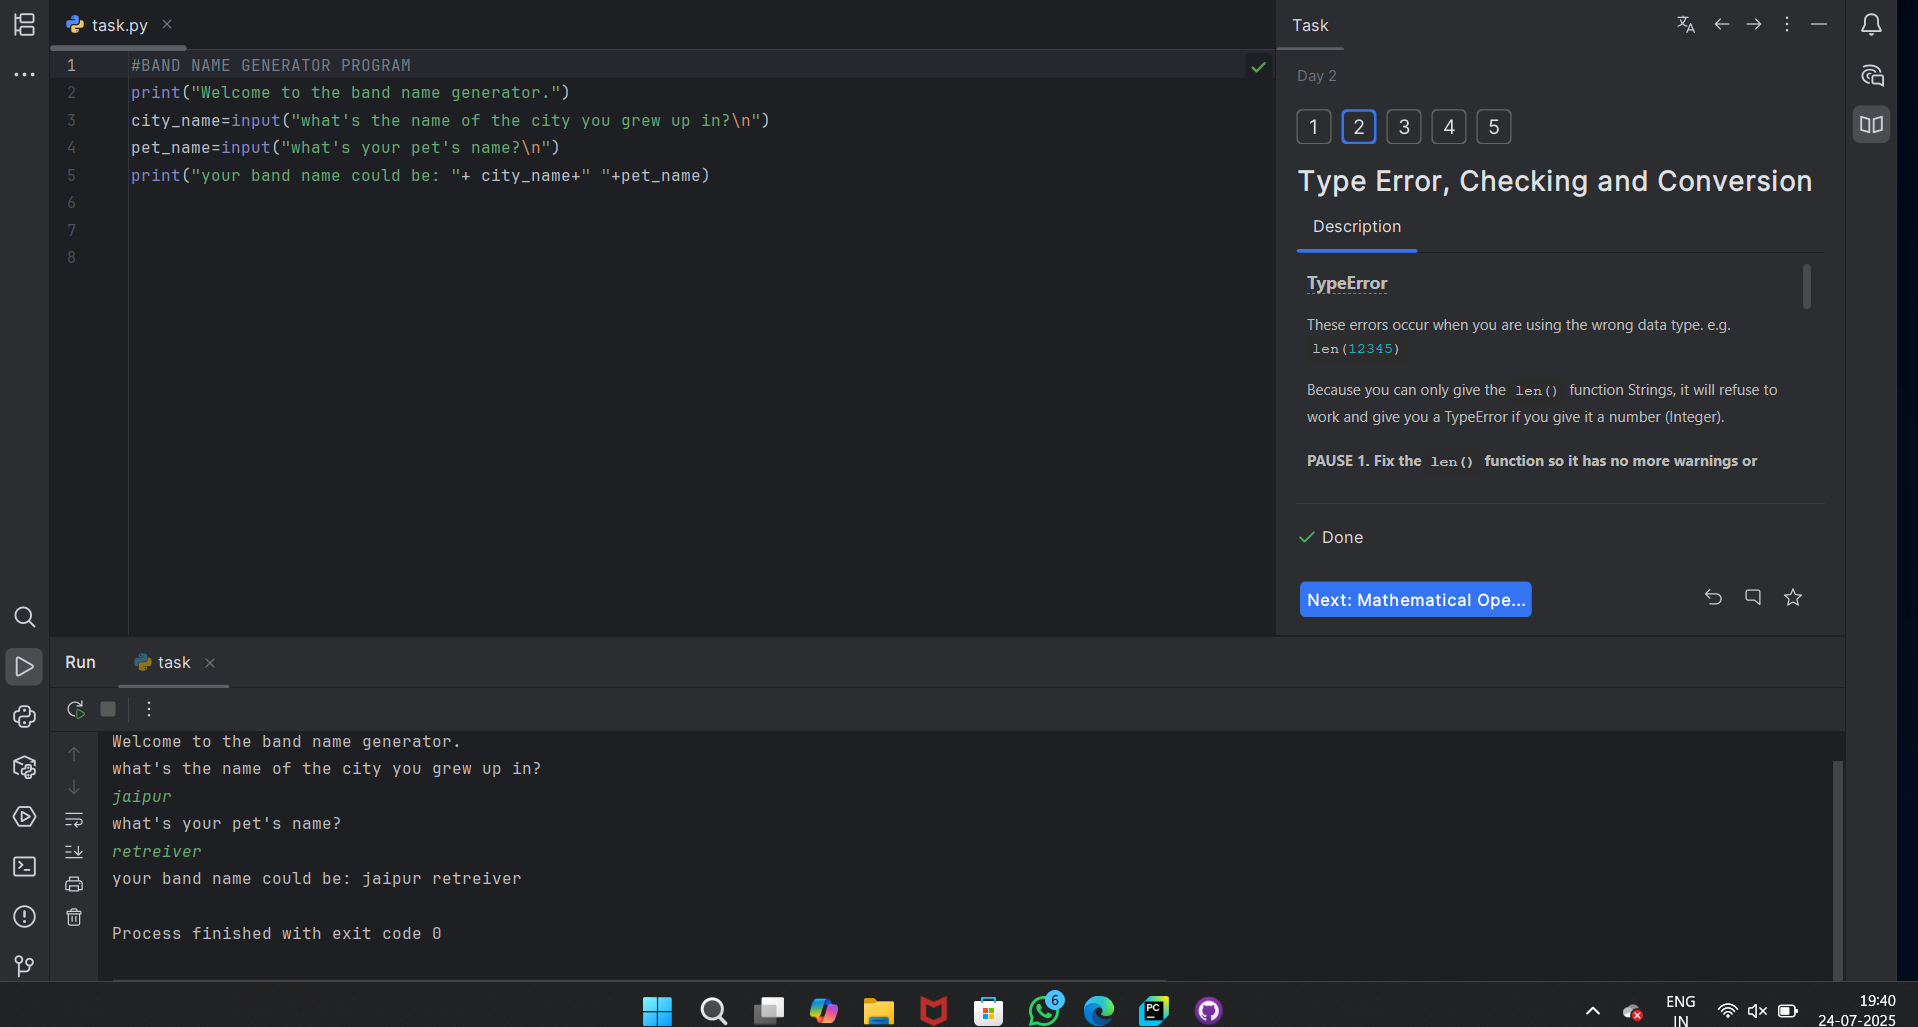 task.py
1 #BAND NAME GENERATOR PROGRAM
2 print("Welcome to the band name generator.")
3 city_name=input("what's the name of the city you grew up in?\n")
4 pet_name=input("what's your pet's name?\n")
5 print("your band name could be: "+ city_name+" "+pet_name)
6
7
8
Task
Day 2
1 2 3 4 5
Type Error, Checking and Conversion
Description
TypeError
These errors occur when you are using the wrong data type. e.g.
len(12345)
Because you can only give the len() function Strings, it will refuse to
work and give you a TypeError if you give it a number (Integer).
PAUSE 1. Fix the len() function so it has no more warnings or
Done
Next: Mathematical Ope...
Run task
Welcome to the band name generator.
what's the name of the city you grew up in?
jaipur
what's your pet's name?
retreiver
your band name could be: jaipur retreiver
Process finished with exit code 0
6
PC
ENG
IN
19:40
24-07-2025